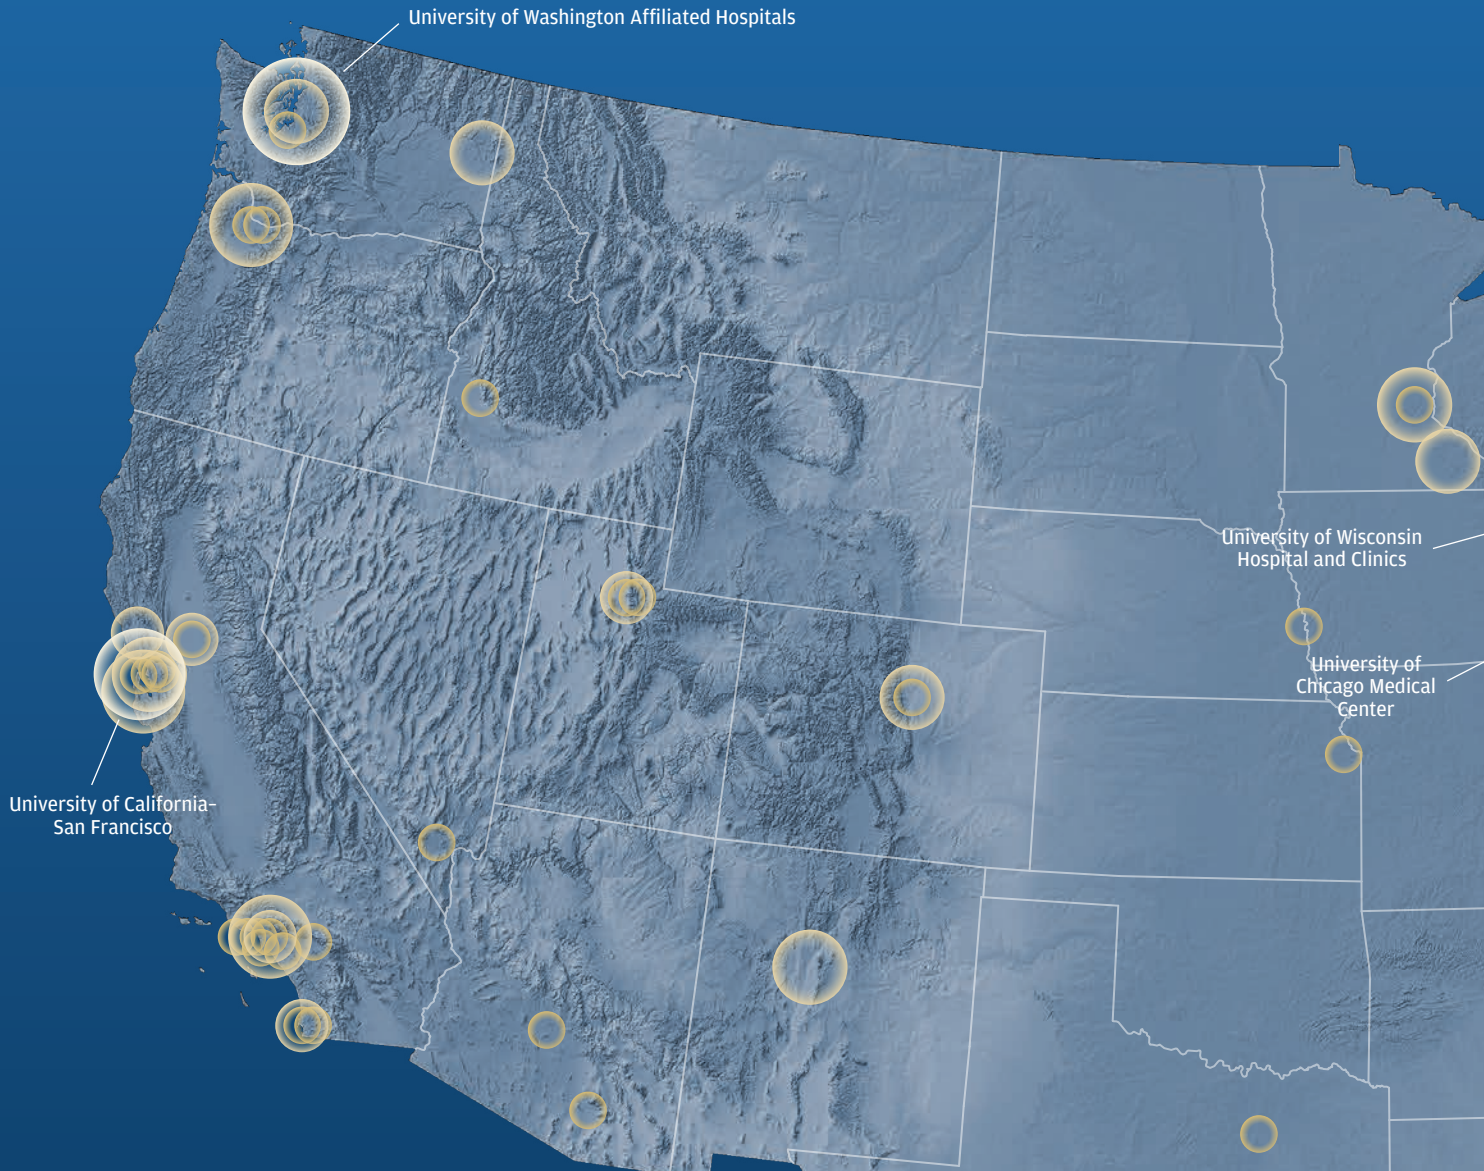 University of Washington Affiliated Hospitals
University of Wisconsin
Hospital and Clinics
University of
Chicago Medical
Center
University of California–
San Francisco